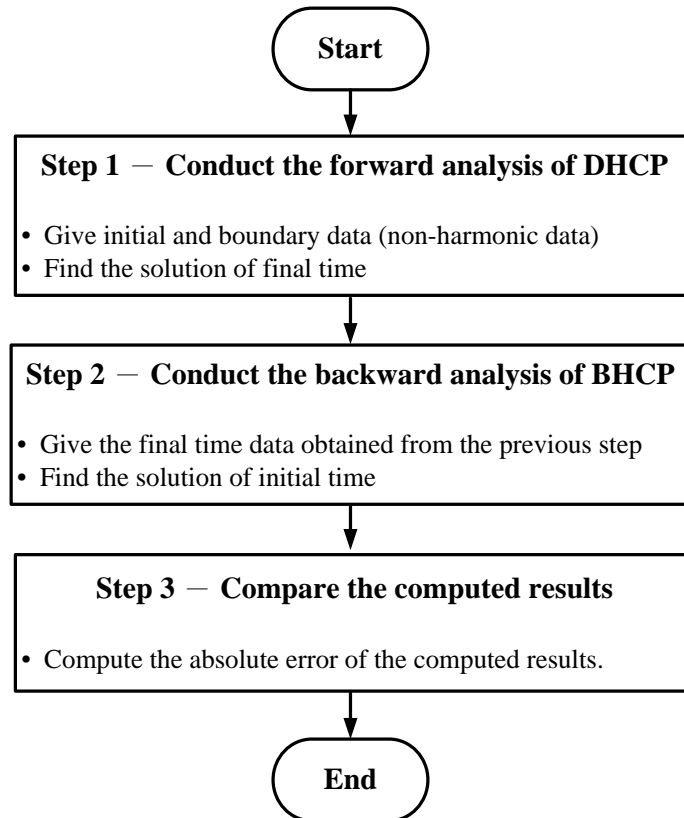 Start
Step 1 — Conduct the forward analysis of DHCP
• Give initial and boundary data (non-harmonic data)
• Find the solution of final time
Step 2 — Conduct the backward analysis of BHCP
• Give the final time data obtained from the previous step
• Find the solution of initial time
Step 3 — Compare the computed results
• Compute the absolute error of the computed results.
End